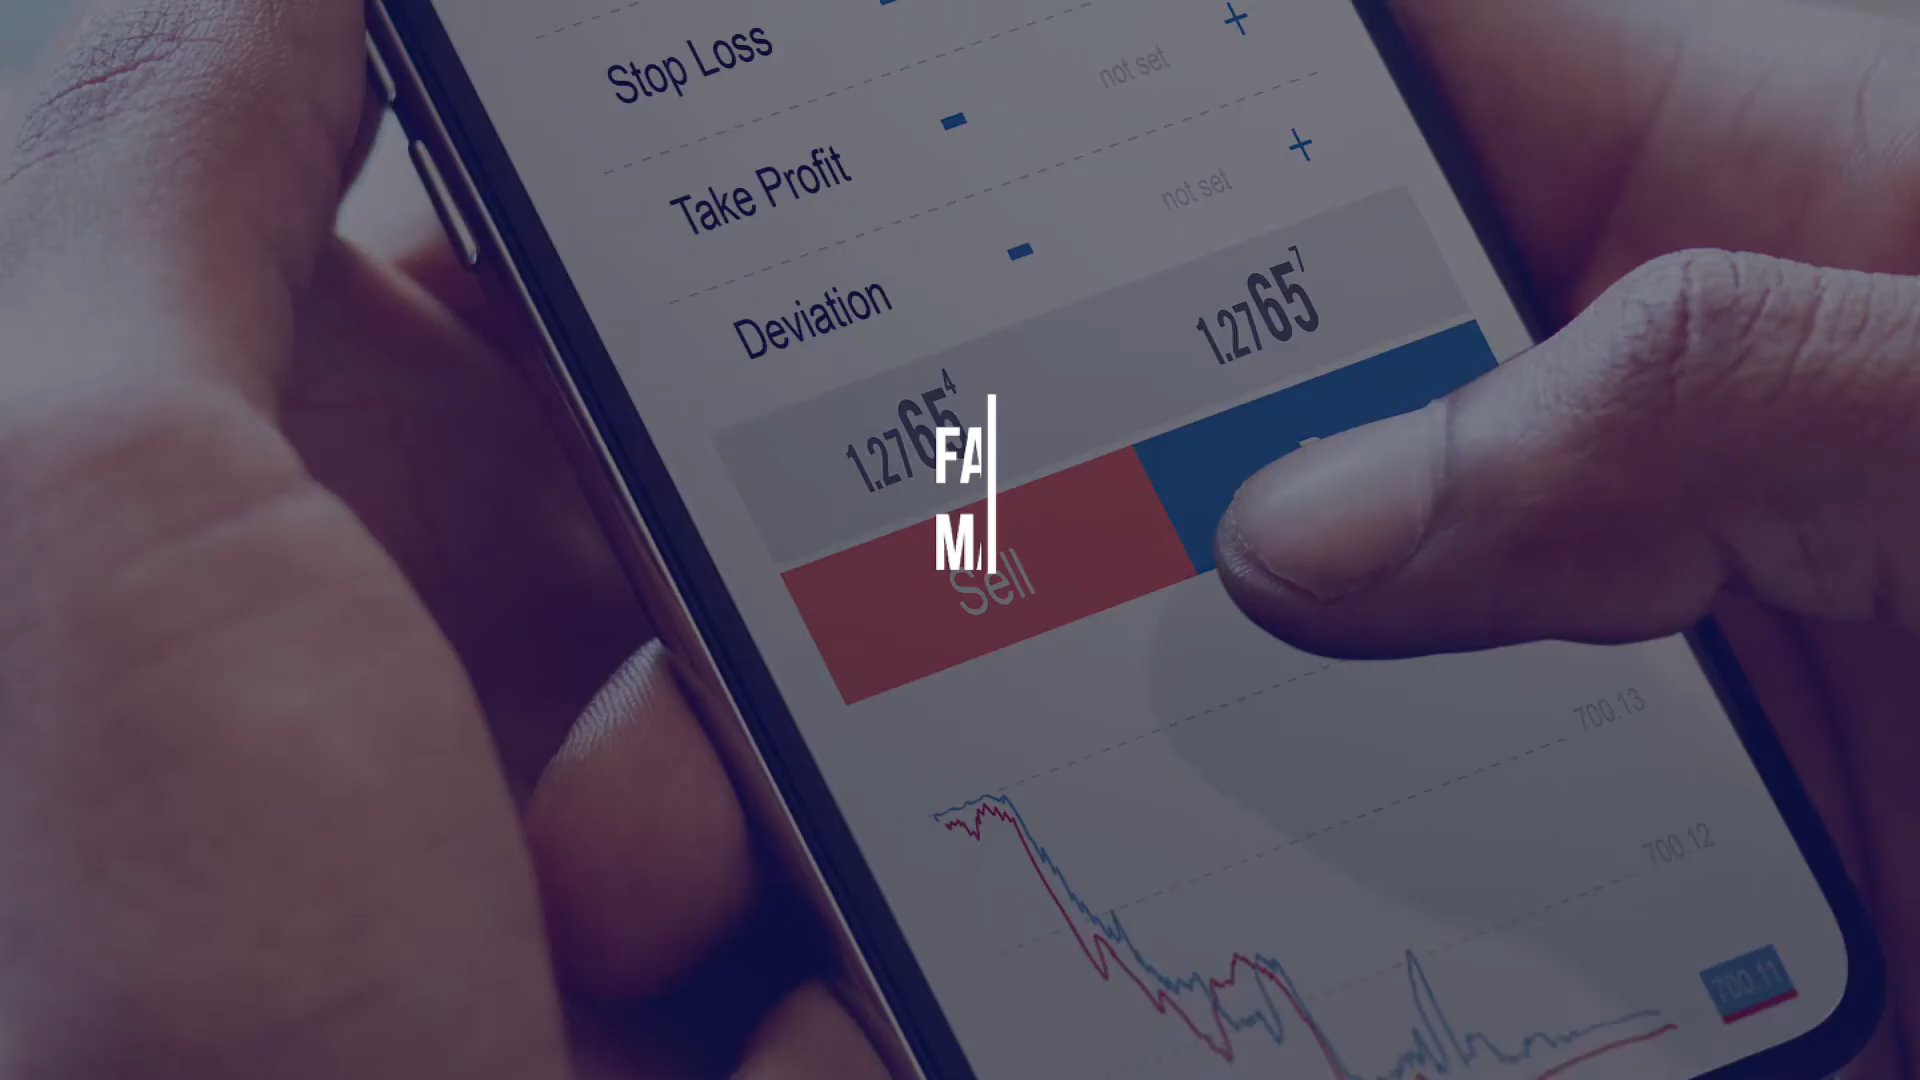 Stop Loss
not set
Take Profit
not set
Deviation
1.2765⁴
1.2765⁷
FA
M
Sell
700.13
700.12
700.11